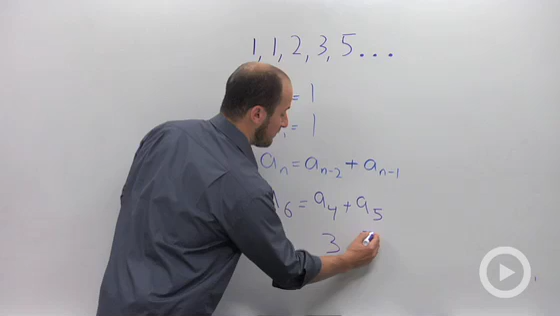 1, 1, 2, 3, 5...
= 1
= 1
aₙ = aₙ₋₂ + aₙ₋₁
₆ = a₄ + a₅
3